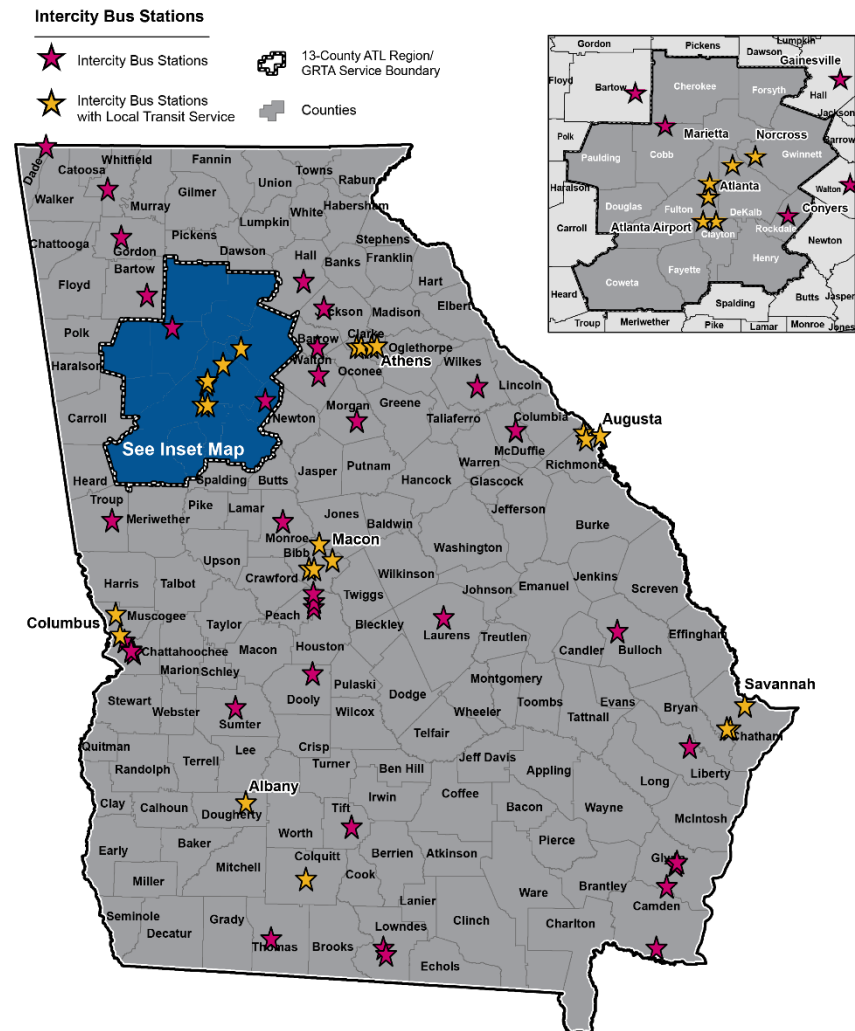 Intercity Bus Stations
Intercity Bus Stations
Intercity Bus Stations
with Local Transit Service
13-County ATL Region/
GRTA Service Boundary
Counties
Dade
Catoosa
Whitfield
Fannin
Towns
Union
Rabun
Walker
Murray
Gilmer
White
Habersham
Lumpkin
Stephens
Chattooga
Gordon
Pickens
Dawson
Hall
Banks
Franklin
Hart
Floyd
Bartow
Ckson
Madison
Elbert
Polk
Barrow
Clarke
Oglethorpe
Athens
Haralson
Walton
Oconee
Wilkes
Lincoln
Carroll
Newton
Morgan
Greene
Taliaferro
Columbia
Augusta
McDuffie
Richmond
See Inset Map
Heard
Spalding
Butts
Jasper
Putnam
Hancock
Warren
Glascock
Troup
Meriwether
Pike
Lamar
Jones
Baldwin
Jefferson
Burke
Monroe
Macon
Bibb
Washington
Upson
Crawford
Wilkinson
Harris
Talbot
Twiggs
Johnson
Emanuel
Jenkins
Screven
Columbus
Muscogee
Taylor
Peach
Bleckley
Laurens
Treutlen
Effingham
Chattahoochee
Macon
Houston
Candler
Bulloch
Marion
Schley
Pulaski
Montgomery
Savannah
Stewart
Webster
Sumter
Dooly
Wilcox
Dodge
Wheeler
Toombs
Tattnall
Evans
Bryan
Chatham
Telfair
Quitman
Randolph
Terrell
Lee
Crisp
Turner
Ben Hill
Jeff Davis
Appling
Long
Liberty
Clay
Calhoun
Albany
Dougherty
Tift
Irwin
Coffee
Bacon
Wayne
McIntosh
Worth
Early
Baker
Mitchell
Colquitt
Berrien
Atkinson
Pierce
Glynn
Miller
Cook
Ware
Brantley
Camden
Lanier
Seminole
Decatur
Grady
Thomas
Brooks
Lowndes
Clinch
Charlton
Echols
Gordon
Pickens
Dawson
Lumpkin
Gainesville
Floyd
Bartow
Cherokee
Forsyth
Hall
Jackson
Polk
Marietta
Norcross
Barrow
Paulding
Cobb
Gwinnett
Haralson
Atlanta
Walton
Douglas
Fulton
DeKalb
Conyers
Carroll
Atlanta Airport
Clayton
Rockdale
Newton
Fayette
Henry
Coweta
Heard
Spalding
Butts
Jasper
Troup
Meriwether
Pike
Lamar
Monroe
Jones